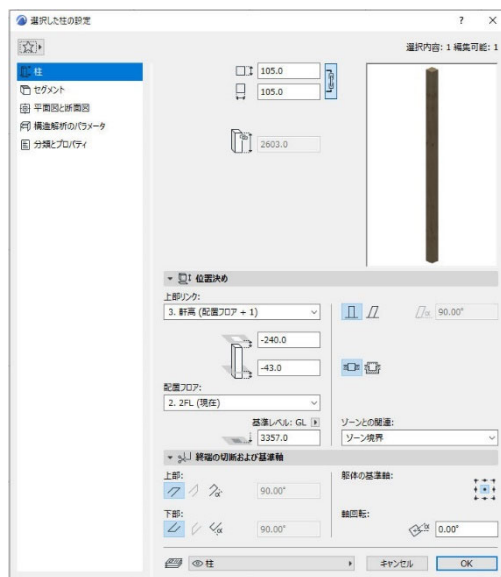 選択した柱の設定
? ×
選択内容: 1 編集可能: 1
柱
セグメント
平面図と断面図
構造解析のパラメータ
分類とプロパティ
105.0
105.0
2603.0
位置決め
上部リンク:
3. 軒高 (配置フロア + 1)
α 90.00°
-240.0
-43.0
配置フロア:
2. 2FL (現在)
基準レベル: GL
ゾーンとの関連:
3357.0
ゾーン境界
終端の切断および基準軸
上部:
躯体の基準軸:
α 90.00°
下部:
軸回転:
α 90.00°
α 0.00°
柱
キャンセル
OK